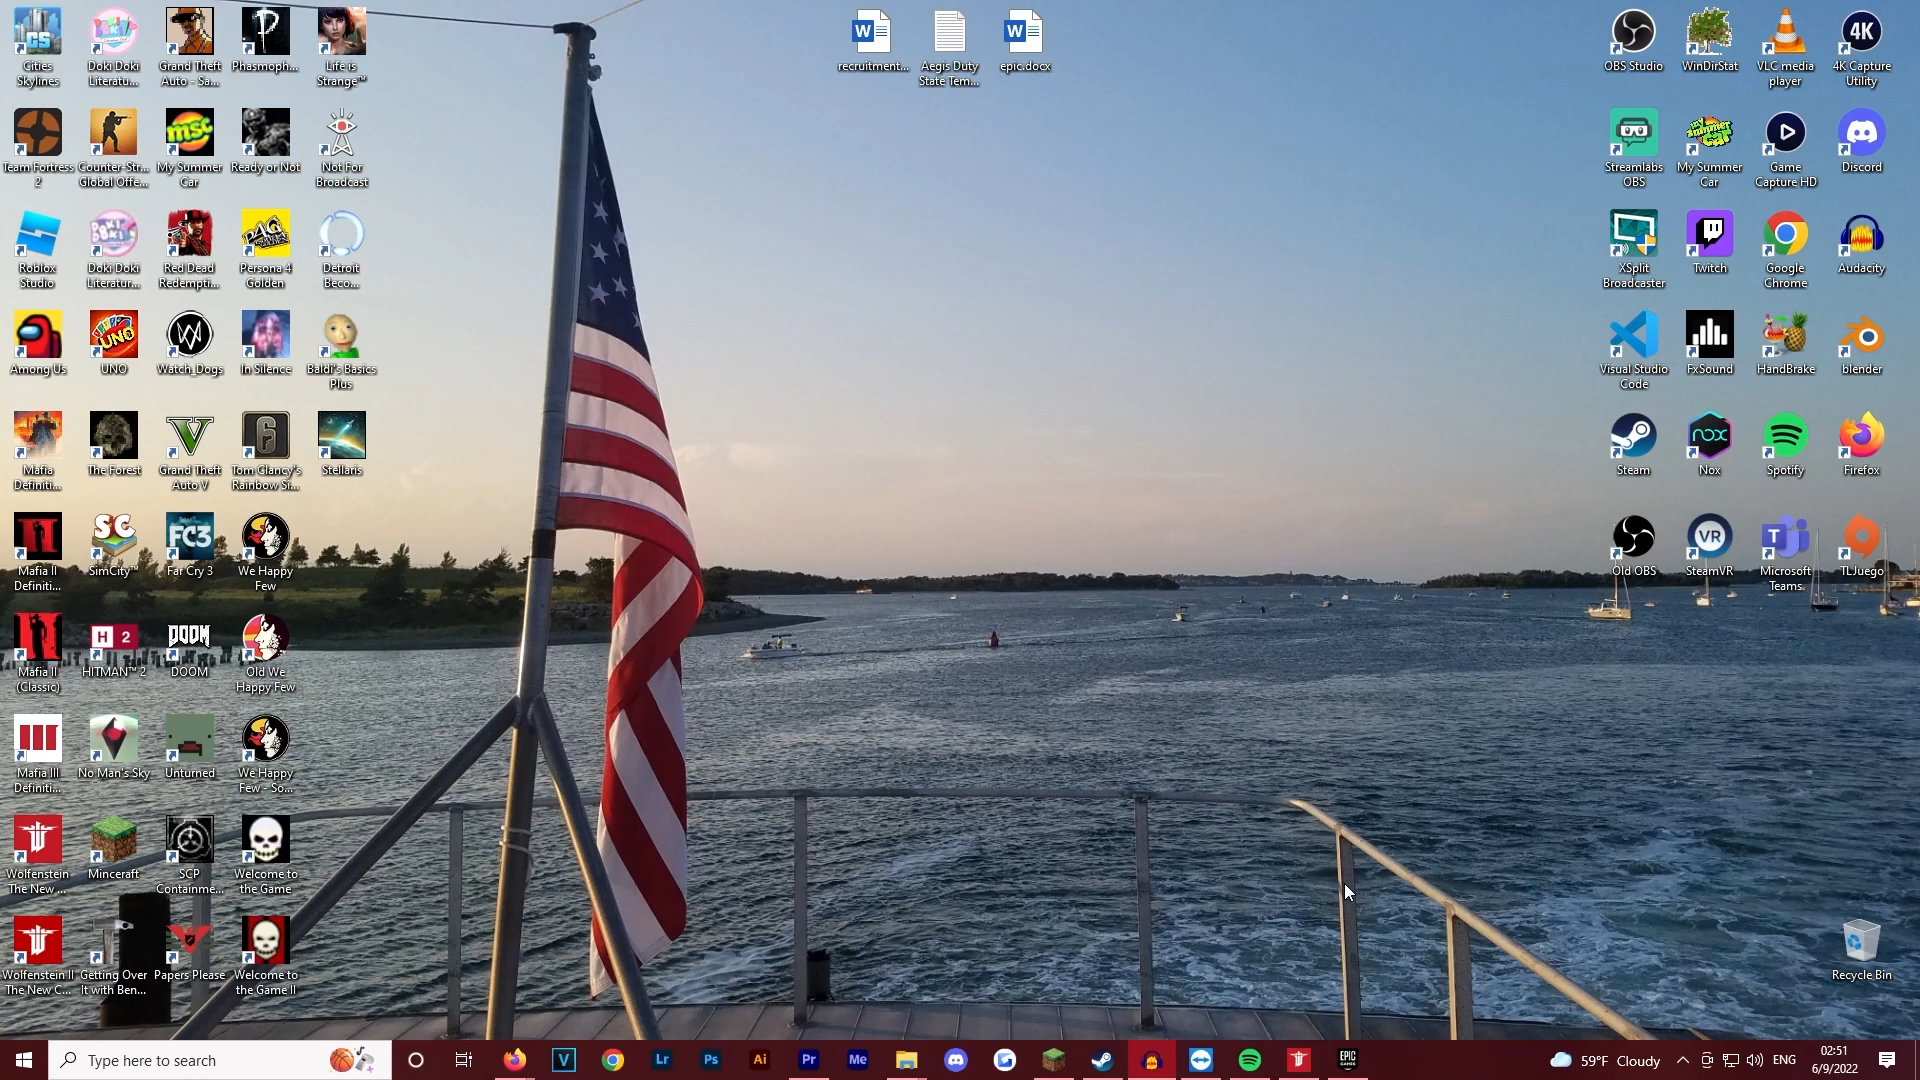 Cities
Skylines
Doki Doki
Literatu...
Grand Theft
Auto - Sa...
Phasmoph...
Life is
Strange™
recruitment...
Aegis Duty
State Tem...
epic.docx
OBS Studio
WinDirStat
VLC media
player
4K Capture
Utility
Team Fortress
2
Counter-Str...
Global Offe...
My Summer
Car
Ready or Not
Not For
Broadcast
Streamlabs
OBS
My Summer
Car
Game
Capture HD
Discord
Roblox
Studio
Doki Doki
Literatur...
Red Dead
Redempti...
Persona 4
Golden
Detroit
Beco...
XSplit
Broadcaster
Twitch
Google
Chrome
Audacity
Among Us
UNO
Watch_Dogs
In Silence
Baldi's Basics
Plus
Visual Studio
Code
FxSound
HandBrake
blender
Mafia
Definiti...
The Forest
Grand Theft
Auto V
Tom Clancy's
Rainbow Si...
Stellaris
Steam
Nox
Spotify
Firefox
Mafia II
Definiti...
SimCity™
Far Cry 3
We Happy
Few
Old OBS
SteamVR
Microsoft
Teams
TLJuego
Mafia II
(Classic)
HITMAN™ 2
DOOM
Old We
Happy Few
Mafia III
Definiti...
No Man's Sky
Unturned
We Happy
Few - So...
Wolfenstein
The New ...
Minceraft
SCP
Containme...
Welcome to
the Game
Wolfenstein II
The New C...
Getting Over
It with Ben...
Papers Please
Welcome to
the Game II
Recycle Bin
Type here to search
V
Lr
Ps
Ai
Pr
Me
EPIC
GAMES
59°F Cloudy
ENG
02:51
6/9/2022